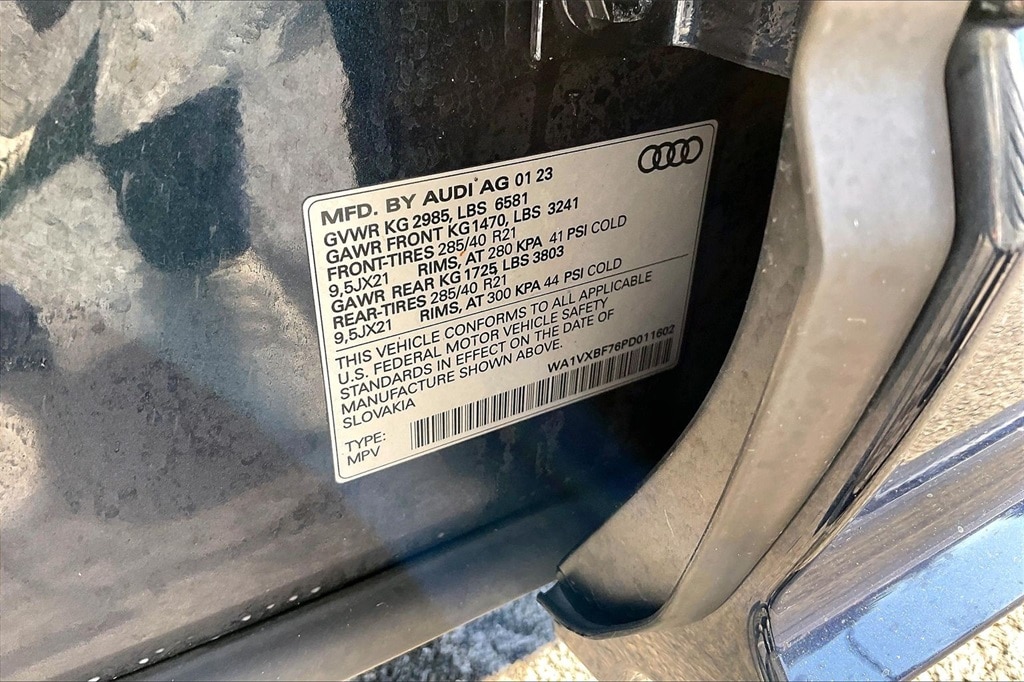 MFD. BY AUDI AG 01 23
GVWR KG 2985, LBS 6581
GAWR FRONT KG 1470, LBS 3241
FRONT-TIRES 285/40 R21
9,5JX21 RIMS, AT 280 KPA 41 PSI COLD
GAWR REAR KG 1725, LBS 3803
REAR-TIRES 285/40 R21
9,5JX21 RIMS, AT 300 KPA 44 PSI COLD
THIS VEHICLE CONFORMS TO ALL APPLICABLE
U.S. FEDERAL MOTOR VEHICLE SAFETY
STANDARDS IN EFFECT ON THE DATE OF
MANUFACTURE SHOWN ABOVE.
SLOVAKIA
WA1VXBF76PD011602
TYPE:
MPV